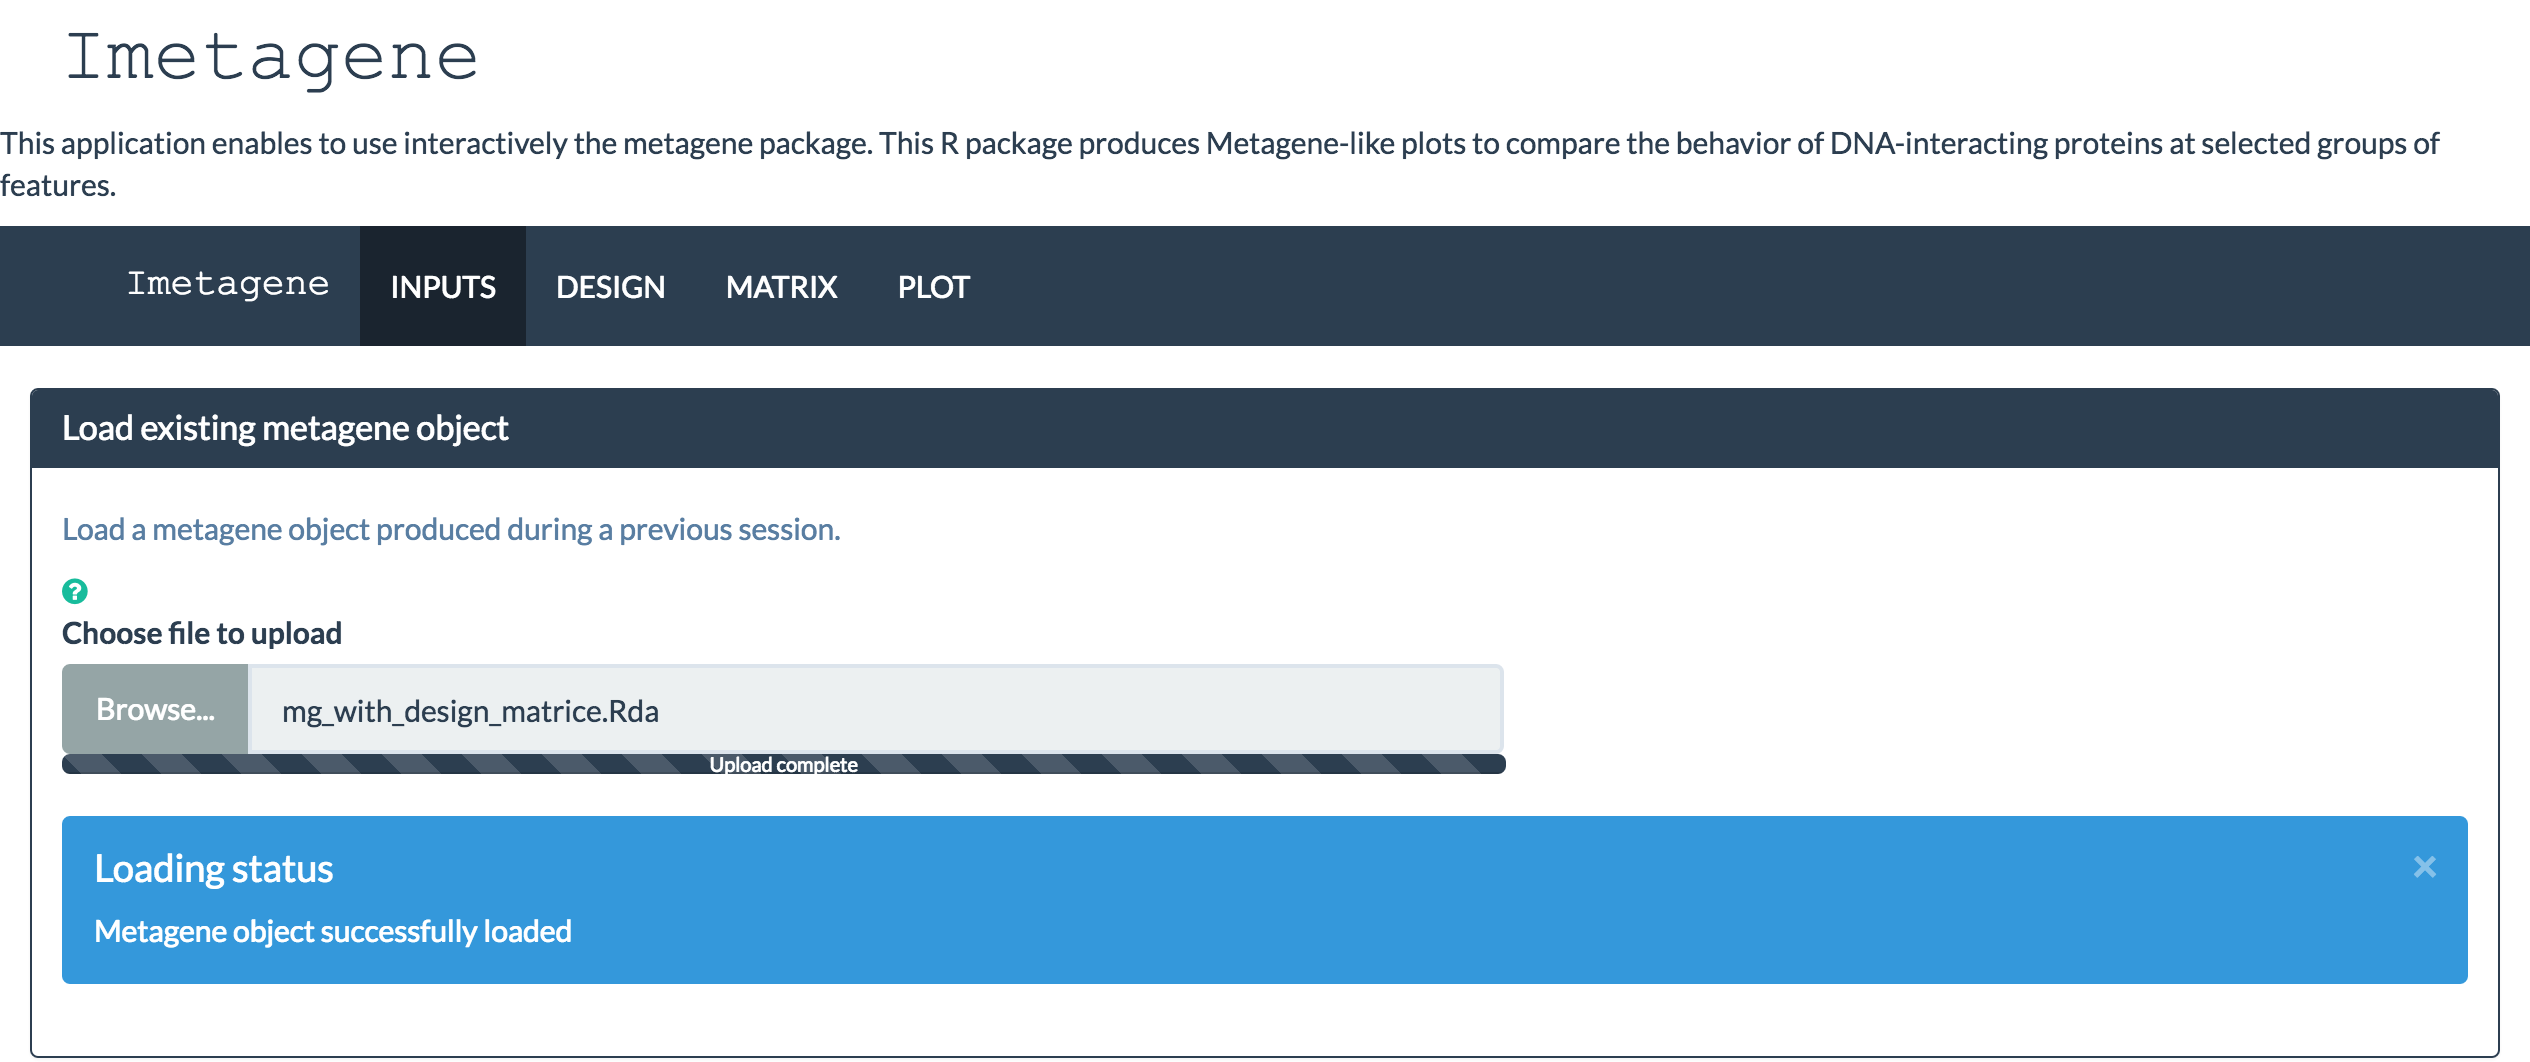 Imetagene
This application enables to use interactively the metagene package. This R package produces Metagene-like plots to compare the behavior of DNA-interacting proteins at selected groups of
features.
Imetagene INPUTS DESIGN MATRIX PLOT
Load existing metagene object
Load a metagene object produced during a previous session.
?
Choose file to upload
Browse... mg_with_design_matrice.Rda
Upload complete
Loading status ×
Metagene object successfully loaded